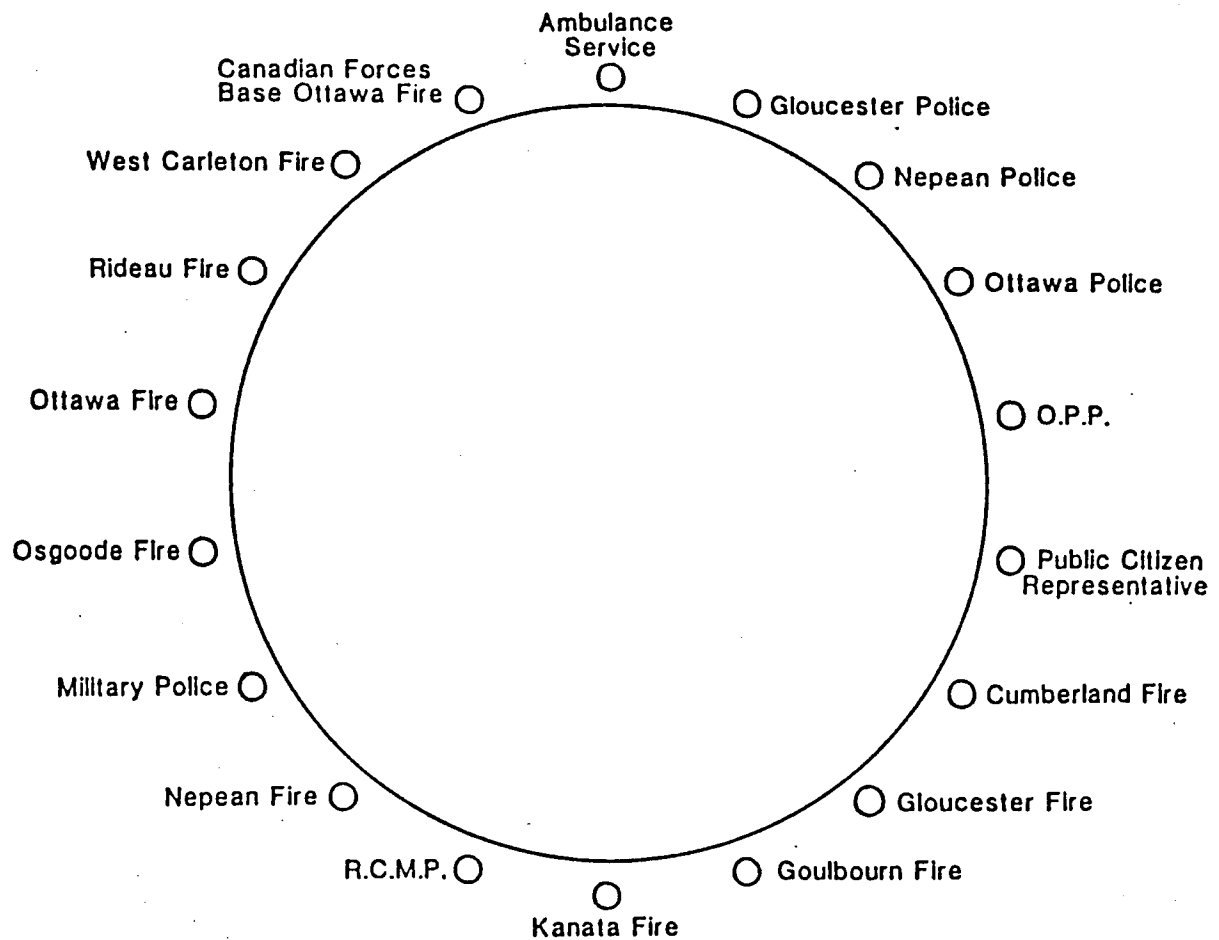 Ambulance
Service
Canadian Forces
Base Ottawa Fire
Gloucester Police
West Carleton Fire
Nepean Police
Rideau Fire
Ottawa Police
Ottawa Fire
O.P.P.
Osgoode Fire
Public Citizen
Representative
Military Police
Cumberland Fire
Nepean Fire
Gloucester Fire
R.C.M.P.
Goulbourn Fire
Kanata Fire